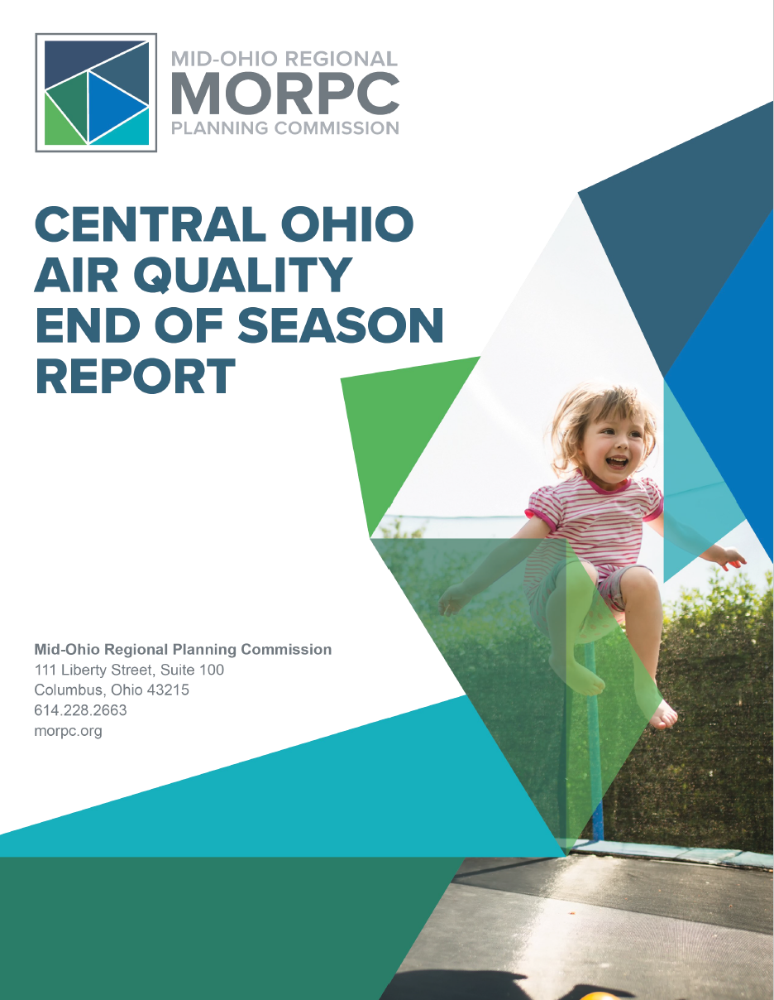 MID-OHIO REGIONAL
MORPC
PLANNING COMMISSION
CENTRAL OHIO
AIR QUALITY
END OF SEASON
REPORT
Mid-Ohio Regional Planning Commission
111 Liberty Street, Suite 100
Columbus, Ohio 43215
614.228.2663
morpc.org